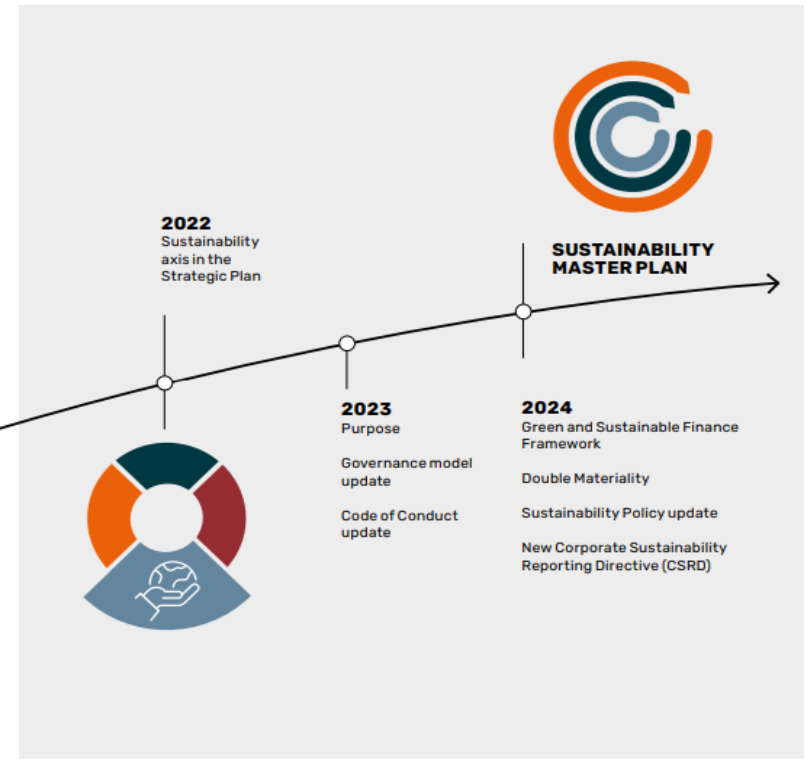 2022
Sustainability
axis in the
Strategic Plan
SUSTAINABILITY
MASTER PLAN
2023
Purpose
Governance model
update
Code of Conduct
update
2024
Green and Sustainable Finance
Framework
Double Materiality
Sustainability Policy update
New Corporate Sustainability
Reporting Directive (CSRD)